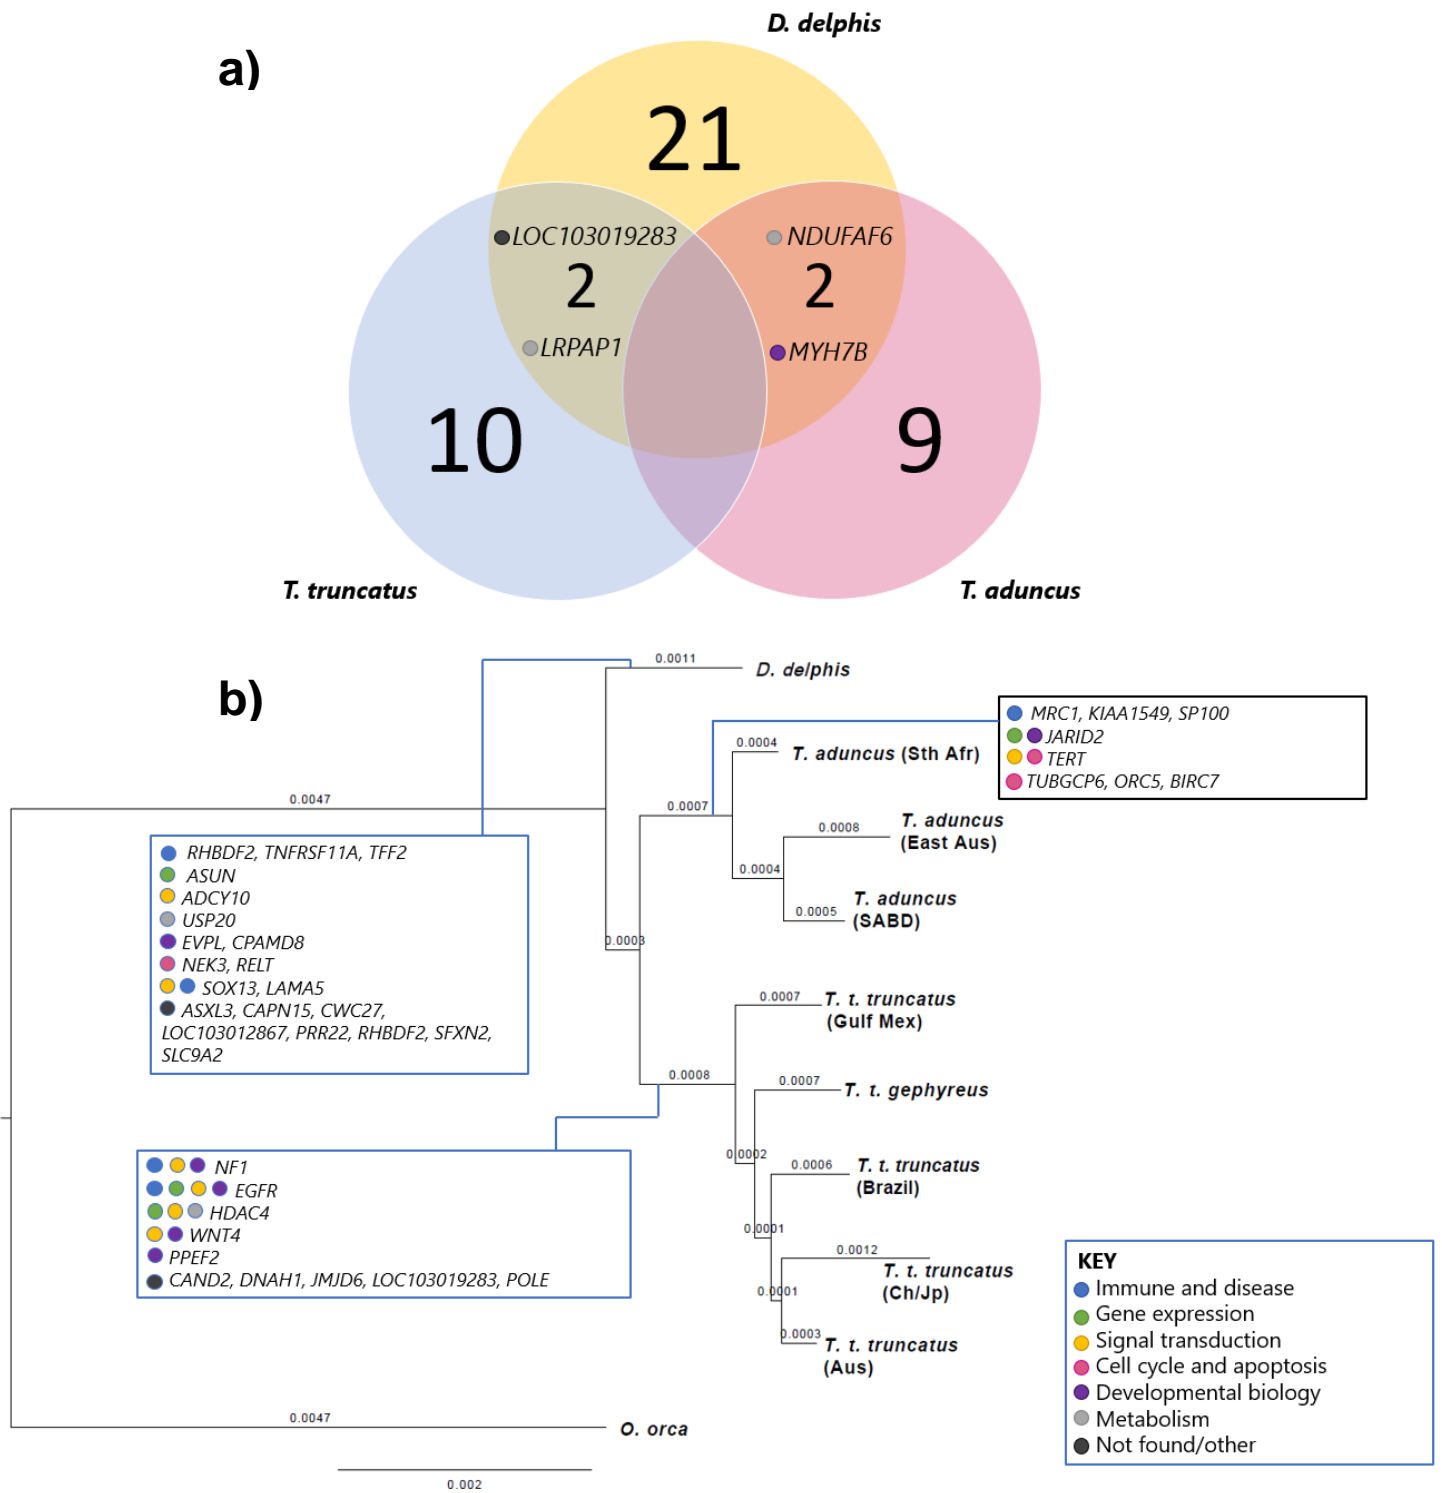 D. delphis
a)
21
LOC103019283
NDUFAF6
2
2
LRPAP1
MYH7B
10
9
T. truncatus
T. aduncus
b)
0.0011
D. delphis
MRC1, KIAA1549, SP100
JARID2
TERT
TUBGCP6, ORC5, BIRC7
0.0004
T. aduncus (Sth Afr)
0.0047
0.0007
0.0008
T. aduncus
(East Aus)
0.0004
T. aduncus
(SABD)
0.0005
0.0003
RHBDF2, TNFRSF11A, TFF2
ASUN
ADCY10
USP20
EVPL, CPAMD8
NEK3, RELT
SOX13, LAMA5
ASXL3, CAPN15, CWC27,
LOC103012867, PRR22, RHBDF2, SFXN2,
SLC9A2
0.0007
T. t. truncatus
(Gulf Mex)
0.0008
0.0007
T. t. gephyreus
0.0002
0.0006
T. t. truncatus
(Brazil)
NF1
EGFR
HDAC4
WNT4
PPEF2
CAND2, DNAH1, JMJD6, LOC103019283, POLE
0.0001
0.0012
T. t. truncatus
(Ch/Jp)
0.0001
0.0003
T. t. truncatus
(Aus)
KEY
Immune and disease
Gene expression
Signal transduction
Cell cycle and apoptosis
Developmental biology
Metabolism
Not found/other
0.0047
O. orca
0.002